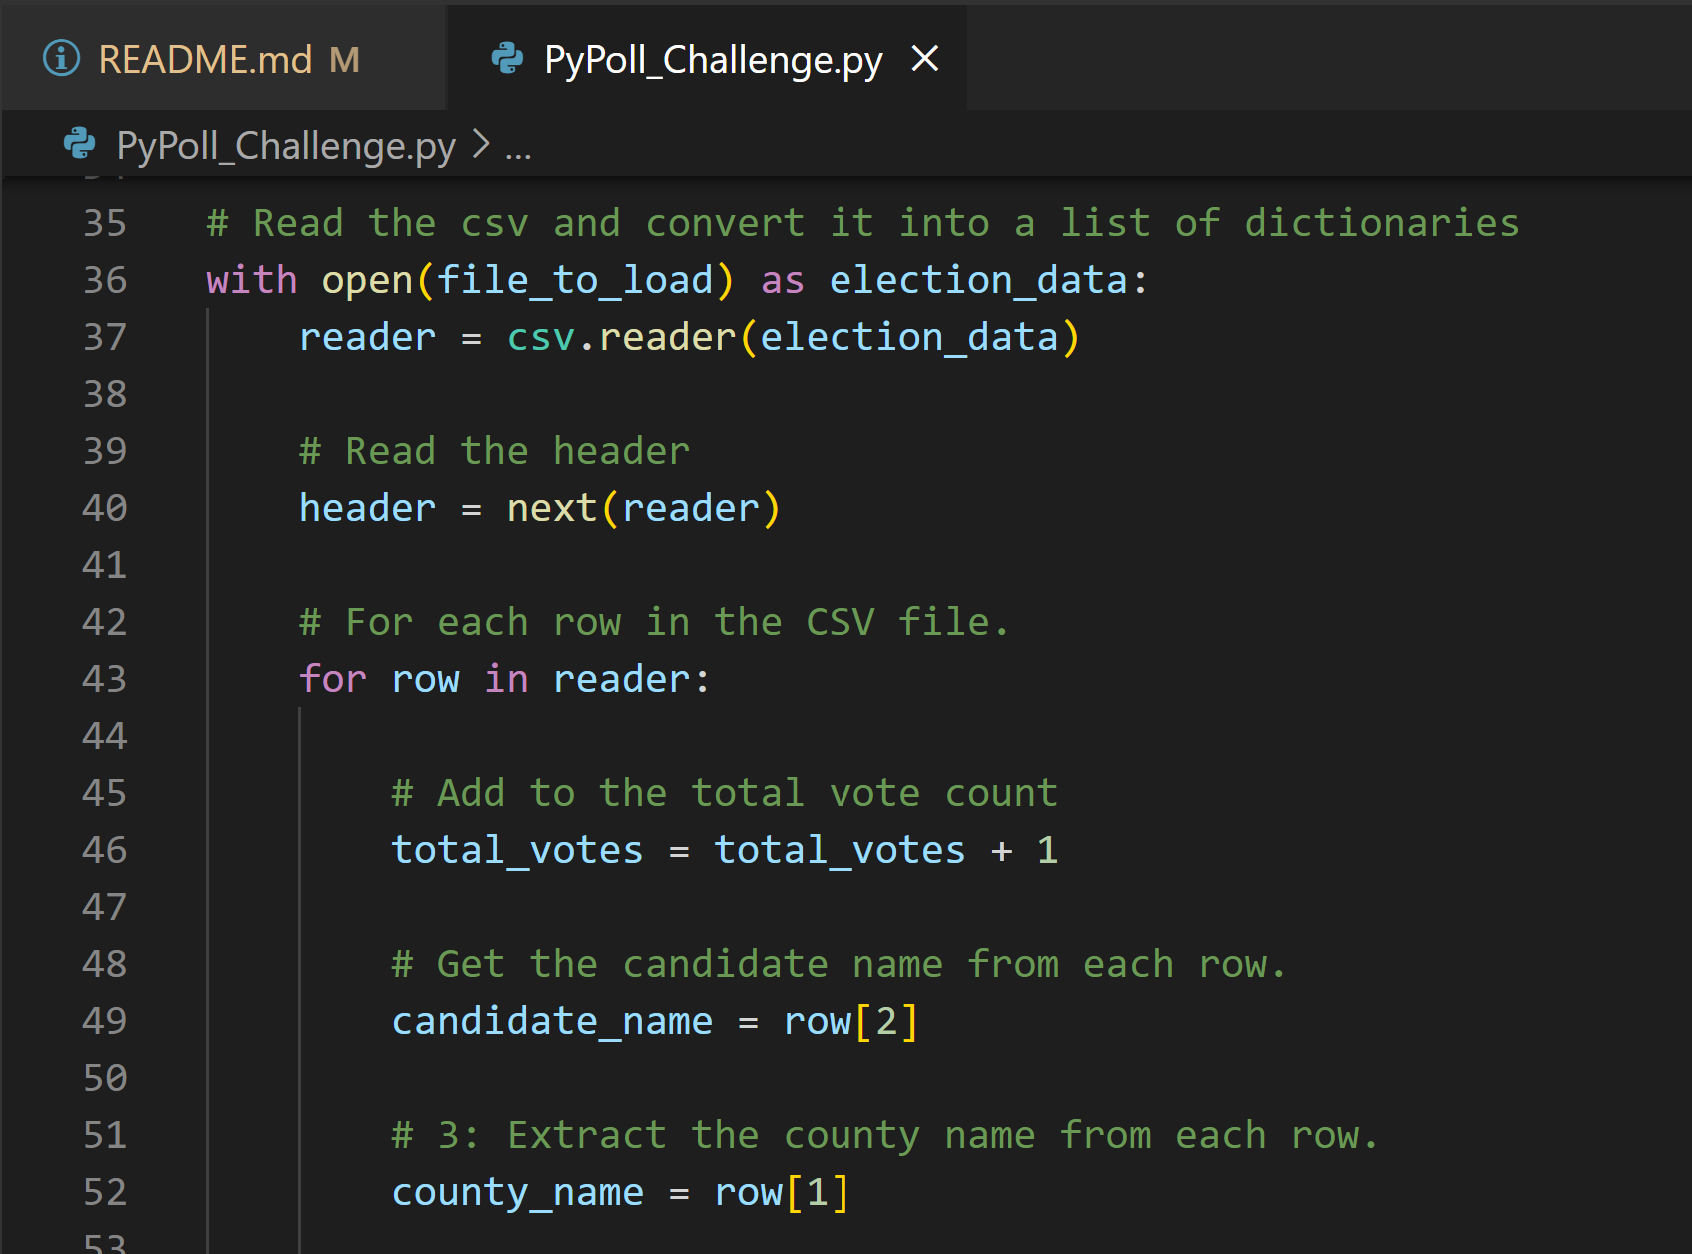 README.md M
PyPoll_Challenge.py
PyPoll_Challenge.py > ...
35 # Read the csv and convert it into a list of dictionaries
36 with open(file_to_load) as election_data:
37 reader = csv.reader(election_data)
38
39 # Read the header
40 header = next(reader)
41
42 # For each row in the CSV file.
43 for row in reader:
44
45 # Add to the total vote count
46 total_votes = total_votes + 1
47
48 # Get the candidate name from each row.
49 candidate_name = row[2]
50
51 # 3: Extract the county name from each row.
52 county_name = row[1]
53